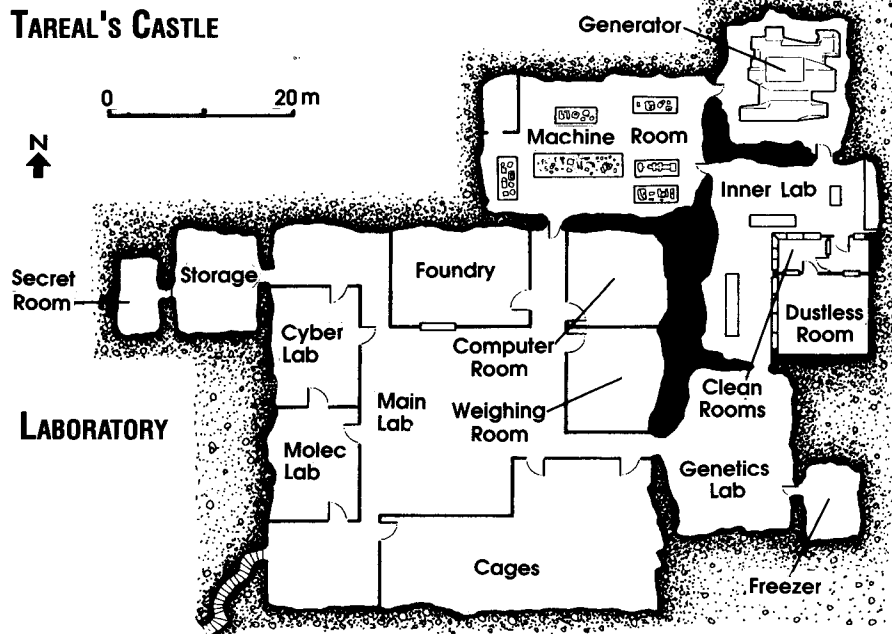 TAREAL'S CASTLE
Generator
0 20 m
N
Machine Room
Inner Lab
Secret
Room
Storage
Foundry
Cyber
Lab
Computer
Room
Dustless
Room
Clean
Rooms
Main
Lab
Weighing
Room
LABORATORY
Molec
Lab
Genetics
Lab
Cages
Freezer